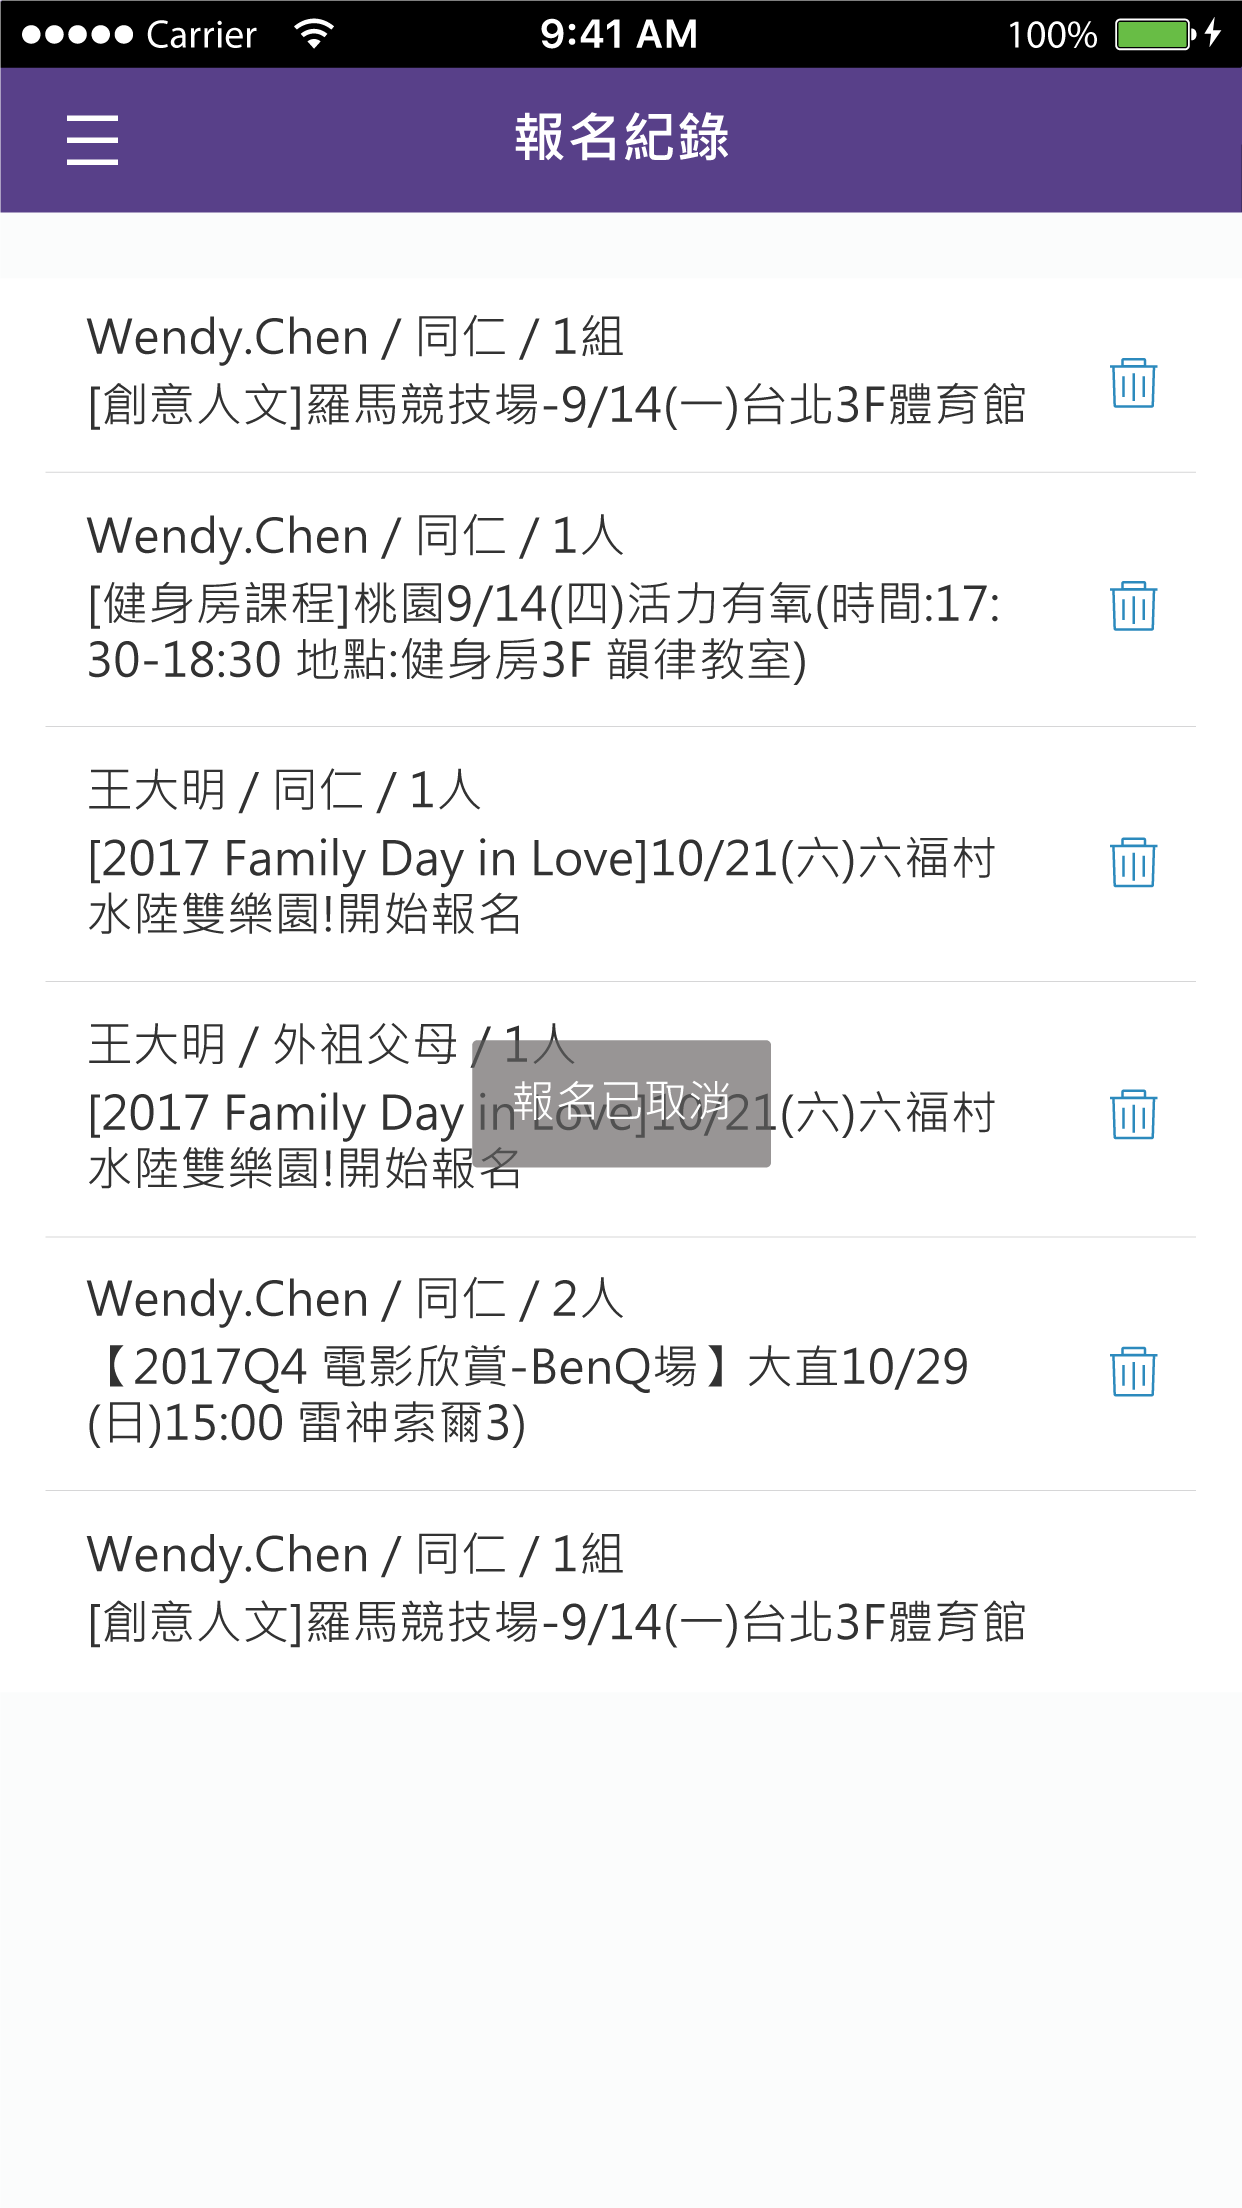 Carrier 9:41 AM 100%
報名紀錄
Wendy.Chen / 同仁 / 1組
[創意人文]羅馬競技場-9/14(一)台北3F體育館
Wendy.Chen / 同仁 / 1人
[健身房課程]桃園9/14(四)活力有氧(時間:17:
30-18:30 地點:健身房3F 韻律教室)
王大明 / 同仁 / 1人
[2017 Family Day in Love]10/21(六)六福村
水陸雙樂園!開始報名
王大明 / 外祖父母 / 1人
[2017 Family Day in Love]10/21(六)六福村
報名已取消
水陸雙樂園!開始報名
Wendy.Chen / 同仁 / 2人
【2017Q4 電影欣賞-BenQ場】大直10/29
(日)15:00 雷神索爾3)
Wendy.Chen / 同仁 / 1組
[創意人文]羅馬競技場-9/14(一)台北3F體育館